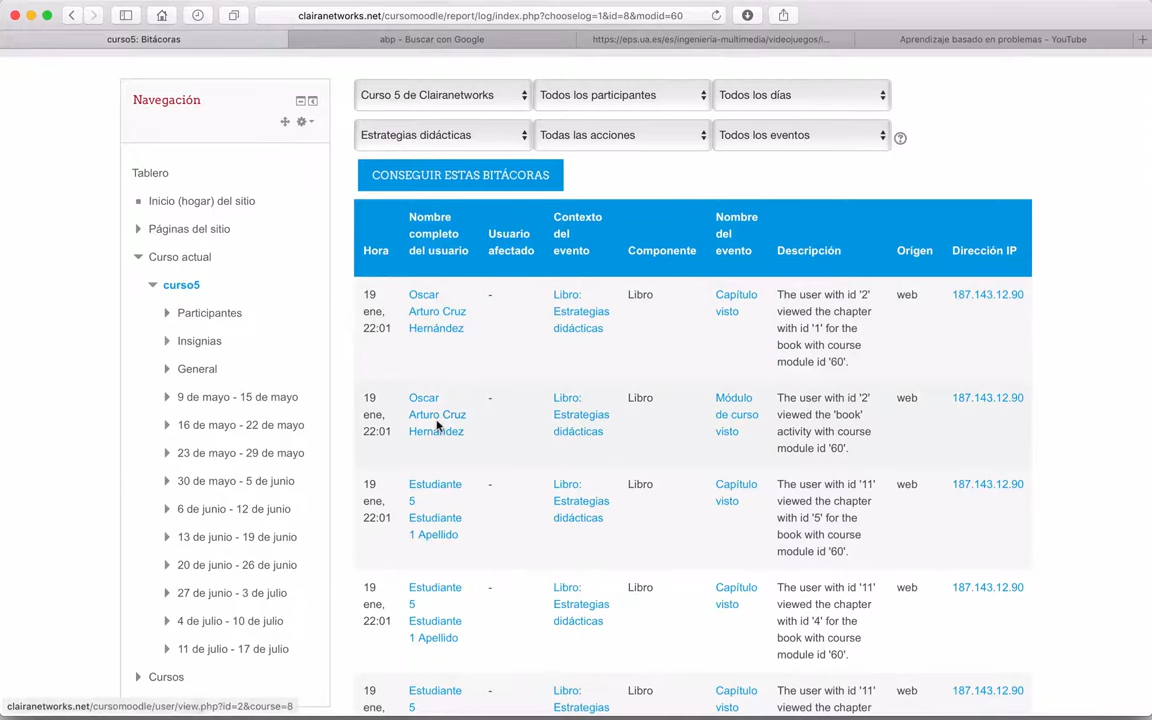 clairanetworks.net/cursomoodle/report/log/index.php?chooselog=1&id=8&modid=60
curso5: Bitácoras
abp - Buscar con Google
https://eps.ua.es/es/ingenieria-multimedia/videojuegos/i...
Aprendizaje basado en problemas - YouTube
Navegación
Tablero
Inicio (hogar) del sitio
Páginas del sitio
Curso actual
curso5
Participantes
Insignias
General
9 de mayo - 15 de mayo
16 de mayo - 22 de mayo
23 de mayo - 29 de mayo
30 de mayo - 5 de junio
6 de junio - 12 de junio
13 de junio - 19 de junio
20 de junio - 26 de junio
27 de junio - 3 de julio
4 de julio - 10 de julio
11 de julio - 17 de julio
Cursos
Curso 5 de Clairanetworks
Todos los participantes
Todos los días
Estrategias didácticas
Todas las acciones
Todos los eventos
CONSEGUIR ESTAS BITÁCORAS
Hora
Nombre
completo
del usuario
Usuario
afectado
Contexto
del
evento
Componente
Nombre
del
evento
Descripción
Origen
Dirección IP
19
ene,
22:01
Oscar
Arturo Cruz
Hernández
-
Libro:
Estrategias
didácticas
Libro
Capítulo
visto
The user with id '2'
viewed the chapter
with id '1' for the
book with course
module id '60'.
web
187.143.12.90
19
ene,
22:01
Oscar
Arturo Cruz
Hernández
-
Libro:
Estrategias
didácticas
Libro
Módulo
de curso
visto
The user with id '2'
viewed the 'book'
activity with course
module id '60'.
web
187.143.12.90
19
ene,
22:01
Estudiante
5
Estudiante
1 Apellido
-
Libro:
Estrategias
didácticas
Libro
Capítulo
visto
The user with id '11'
viewed the chapter
with id '5' for the
book with course
module id '60'.
web
187.143.12.90
19
ene,
22:01
Estudiante
5
Estudiante
1 Apellido
-
Libro:
Estrategias
didácticas
Libro
Capítulo
visto
The user with id '11'
viewed the chapter
with id '4' for the
book with course
module id '60'.
web
187.143.12.90
19
ene,
Estudiante
5
-
Libro:
Estrategias
Libro
Capítulo
visto
The user with id '11'
viewed the chapter
web
187.143.12.90
clairanetworks.net/cursomoodle/user/view.php?id=2&course=8